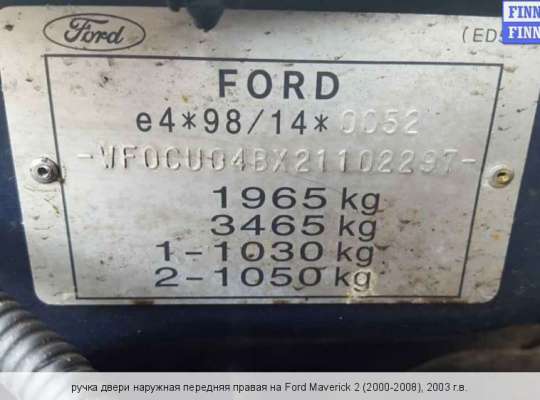 FINN
FINN
Ford
(ED
FORD
e4*98/14*0052
-WF0CU04BX21102297-
1965 kg
3465 kg
1-1030 kg
2-1050 kg
ручка двери наружная передняя правая на Ford Maverick 2 (2000-2008), 2003 г.в.